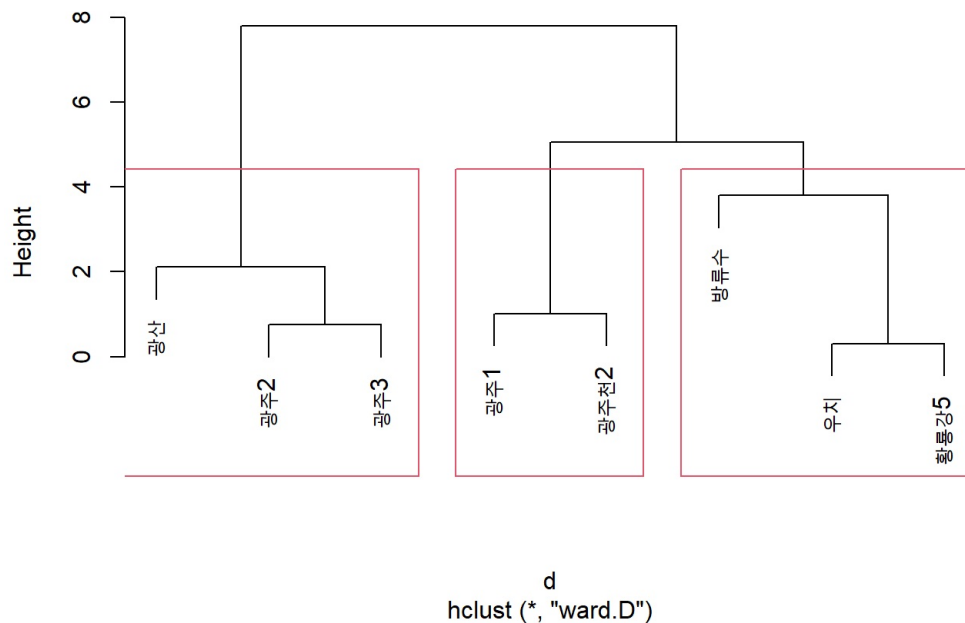 8
6
4
2
0
Height
광산
광주2
광주3
광주1
광주천2
방류수
우치
황룡강5
d
hclust (*, "ward.D")